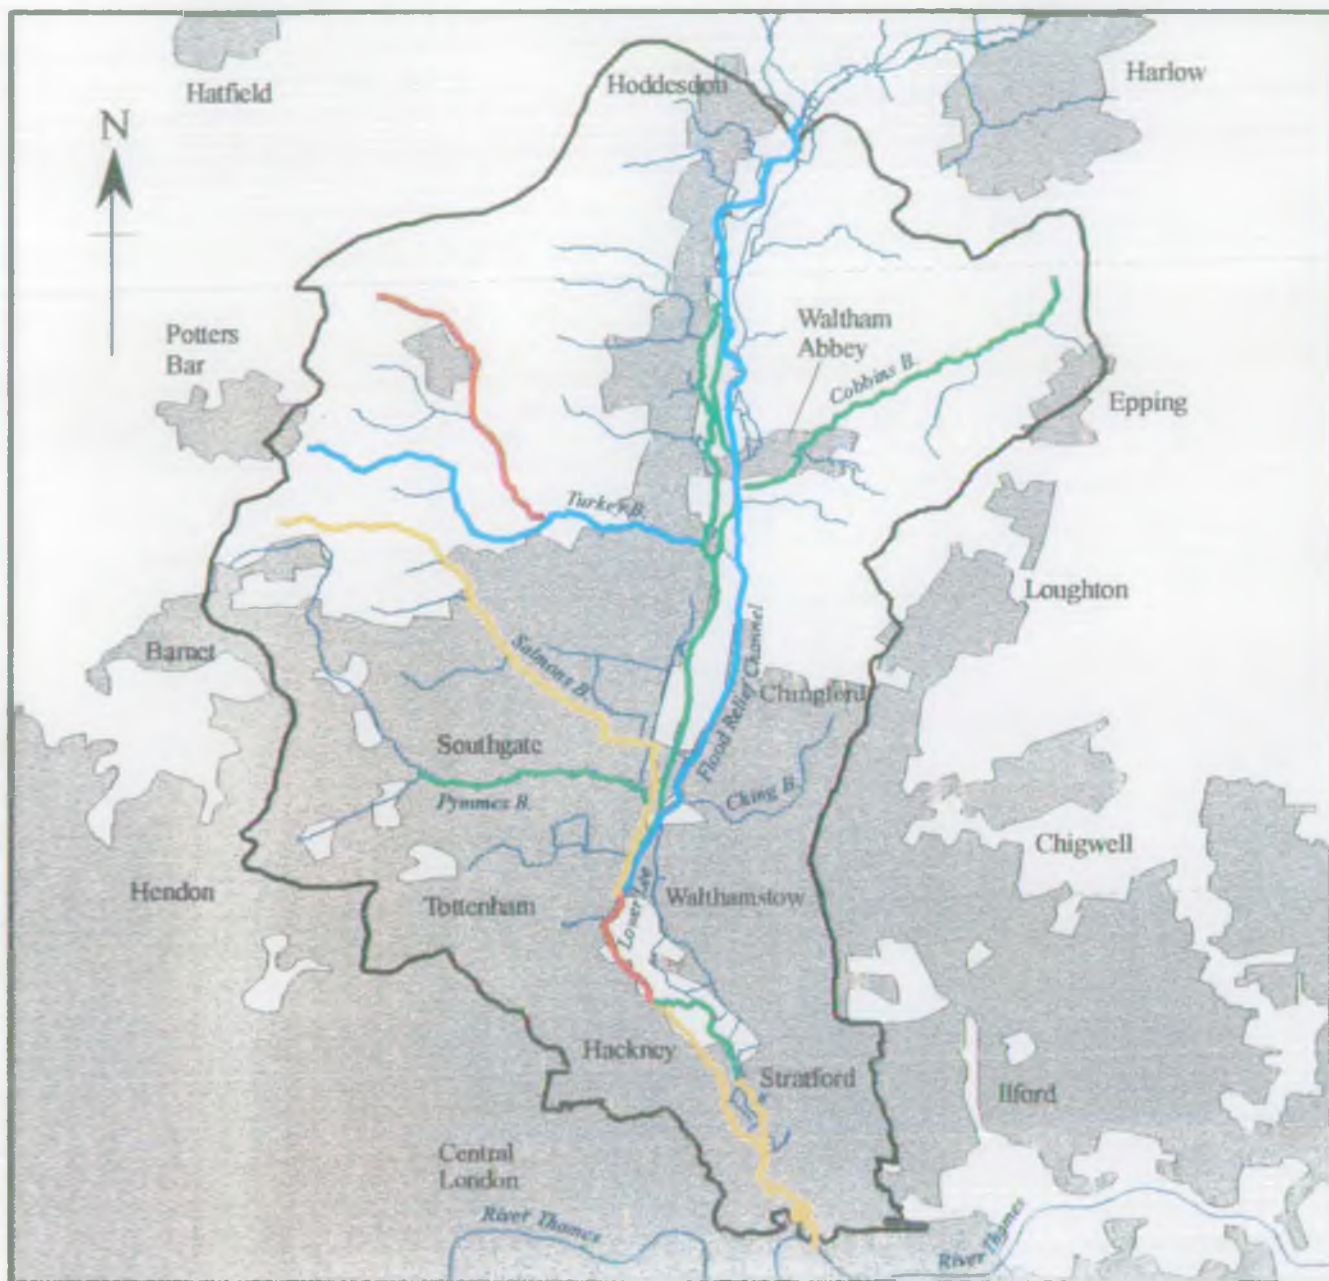 Hatfield
Hoddesdon
Harlow
N
Potters
Bar
Waltham
Abbey
Cobbins B.
Epping
Turkey B.
Loughton
Barnet
Salmons B.
Flood Relief Channel
Chingford
Southgate
Pymmes B.
Ching B.
Chigwell
Hendon
Tottenham
Lower Lee
Walthamstow
Hackney
Stratford
Ilford
Central
London
River Thames
River Thames